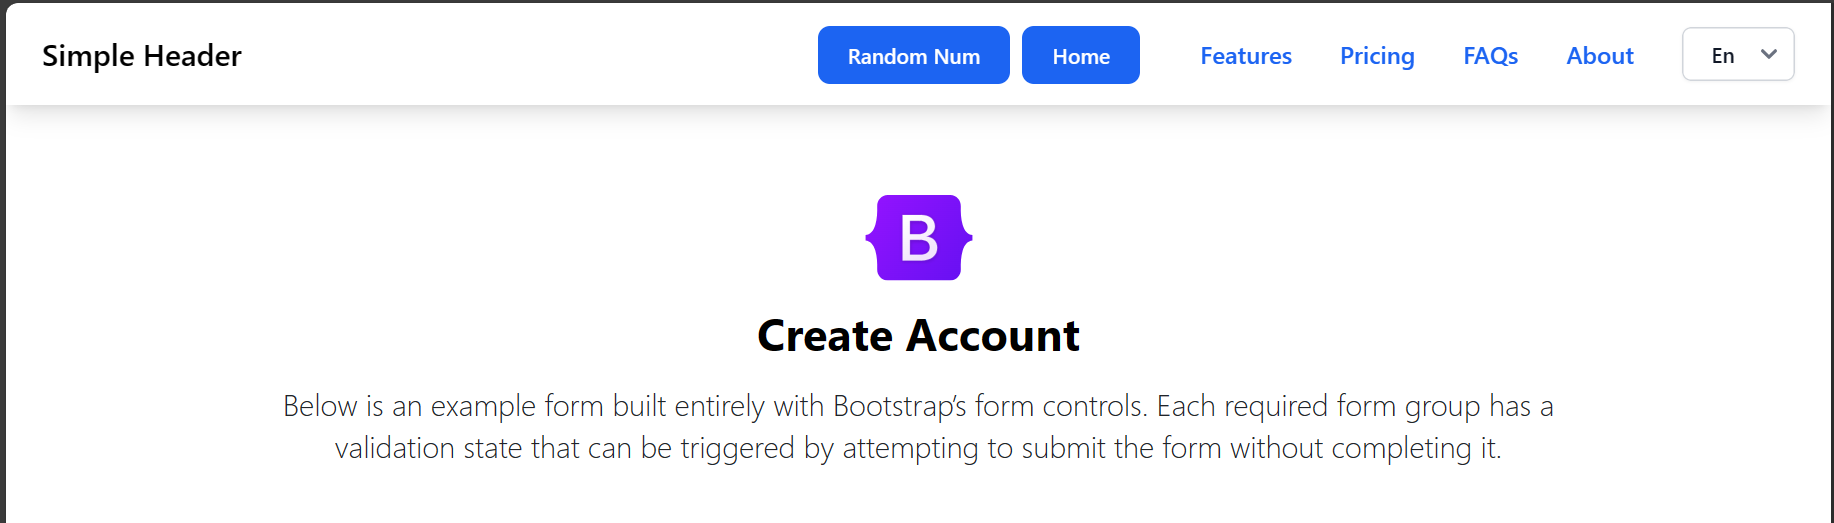 Simple Header
Random Num
Home
Features
Pricing
FAQs
About
En
B
Create Account
Below is an example form built entirely with Bootstrap’s form controls. Each required form group has a
validation state that can be triggered by attempting to submit the form without completing it.